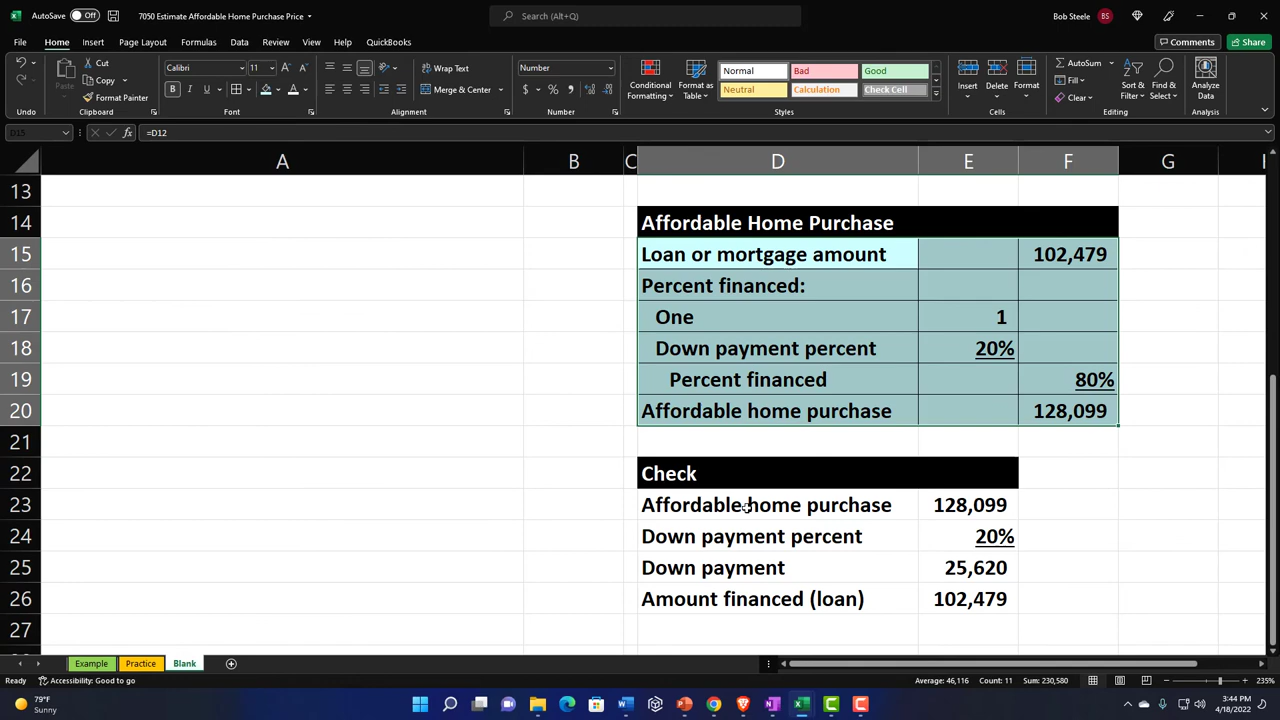 AutoSave Off 7050 Estimate Affordable Home Purchase Price Search (Alt+Q) Bob Steele BS
File Home Insert Page Layout Formulas Data Review View Help QuickBooks Comments Share
Cut
Copy
Format Painter
Paste
Undo Clipboard
Calibri 11
B I U
Font
Wrap Text
Merge & Center
Alignment
Number
$ % ,
Number
Conditional Formatting
Format as Table
Normal Bad Good
Neutral Calculation Check Cell
Styles
Insert Delete Format
Cells
AutoSum
Fill
Clear
Sort & Filter
Find & Select
Editing
Analyze Data
Analysis
D15 fx =D12
A B C D E F G
13
14 Affordable Home Purchase
15 Loan or mortgage amount 102,479
16 Percent financed:
17 One 1
18 Down payment percent 20%
19 Percent financed 80%
20 Affordable home purchase 128,099
21
22 Check
23 Affordable home purchase 128,099
24 Down payment percent 20%
25 Down payment 25,620
26 Amount financed (loan) 102,479
27
Example Practice Blank
Ready Accessibility: Good to go Average: 46,116 Count: 11 Sum: 230,580 235%
79°F
Sunny
3:44 PM
4/18/2022